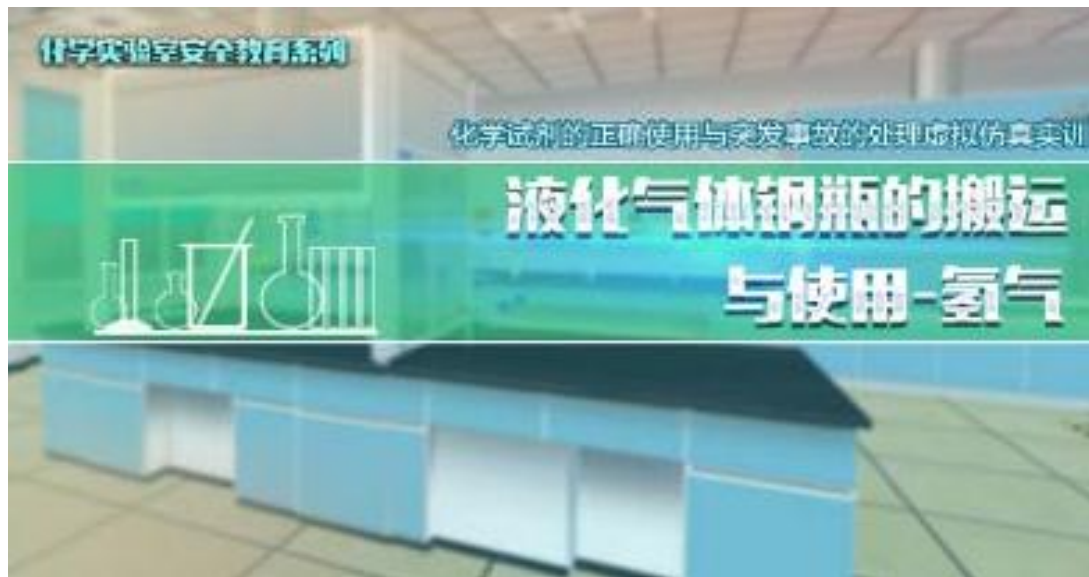 化学实验室安全教育系列
化学试剂的正确使用与突发事故的处理虚拟仿真实训
液化气体钢瓶的搬运
与使用-氢气